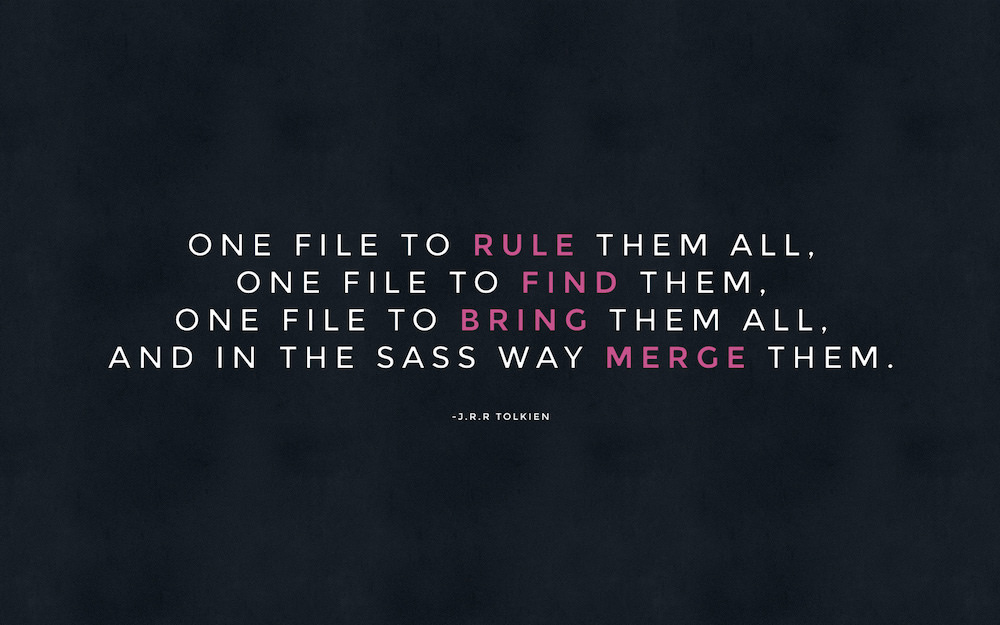 ONE FILE TO RULE THEM ALL,
ONE FILE TO FIND THEM,
ONE FILE TO BRING THEM ALL,
AND IN THE SASS WAY MERGE THEM.
-J.R.R TOLKIEN